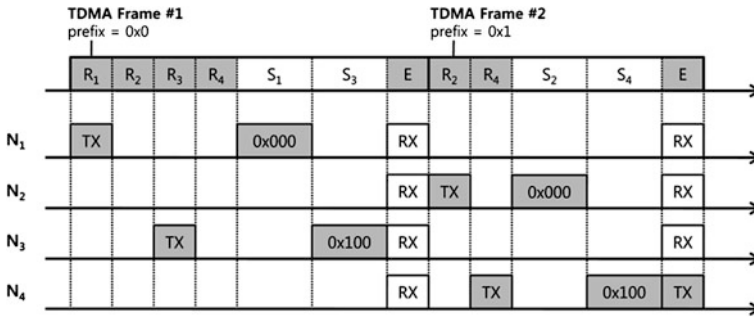 TDMA Frame #1 TDMA Frame #2
prefix = 0x0 prefix = 0x1
R₁ R₂ R₃ R₄ S₁ S₃ E R₂ R₄ S₂ S₄ E
N₁ TX 0x000 RX RX
N₂ RX TX 0x000 RX
N₃ TX 0x100 RX RX
N₄ RX TX 0x100 TX